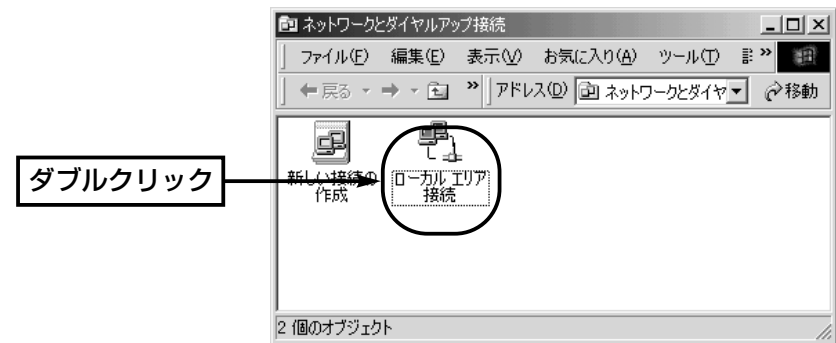 ネットワークとダイヤルアップ接続
ファイル(F) 編集(E) 表示(V) お気に入り(A) ツール(T) »
戻る » アドレス(D) ネットワークとダイヤ 移動
ダブルクリック
新しい接続の
作成
ローカル エリア
接続
2 個のオブジェクト